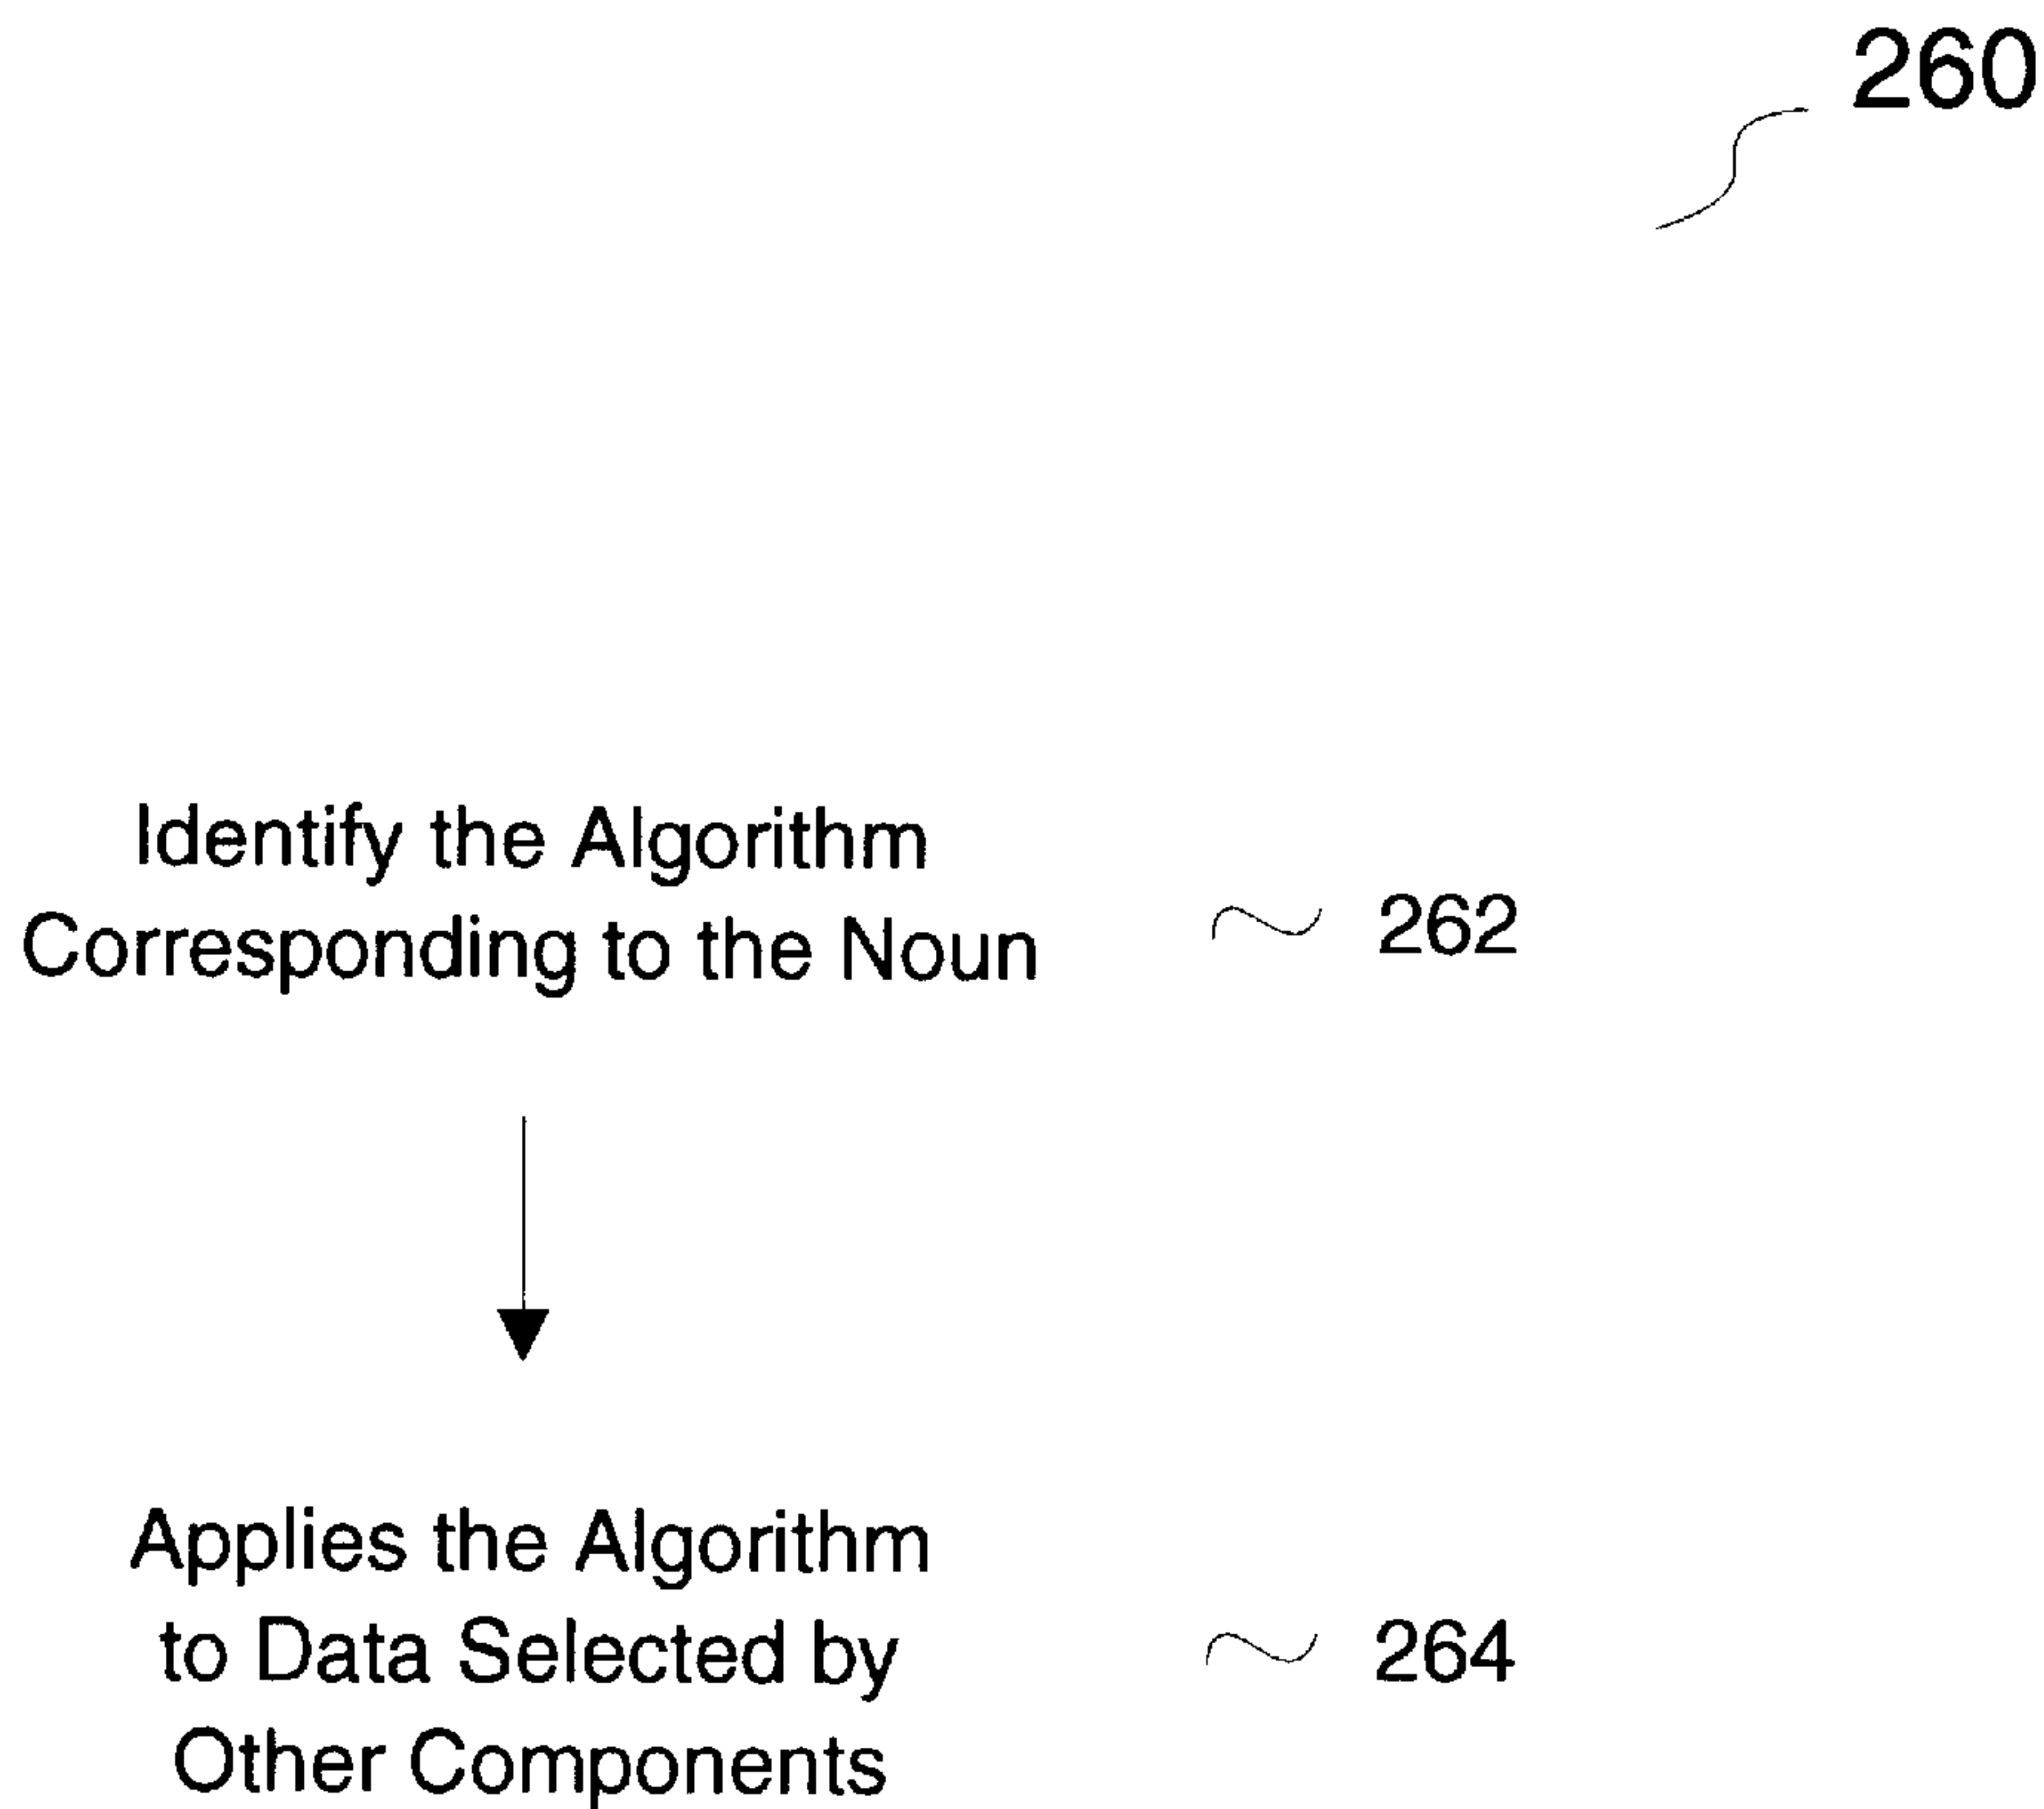 260
Identify the Algorithm
Corresponding to the Noun
262
Applies the Algorithm
to Data Selected by
Other Components
264